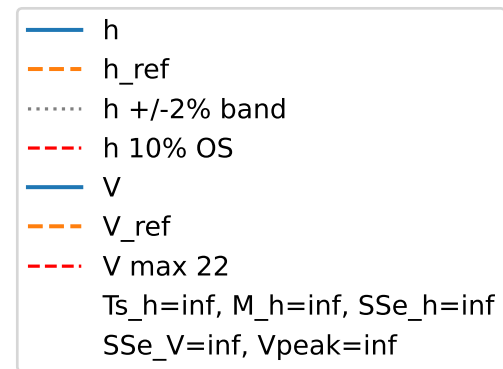 h
h_ref
h +/-2% band
h 10% OS
V
V_ref
V max 22
Ts_h=inf, M_h=inf, SSe_h=inf
SSe_V=inf, Vpeak=inf